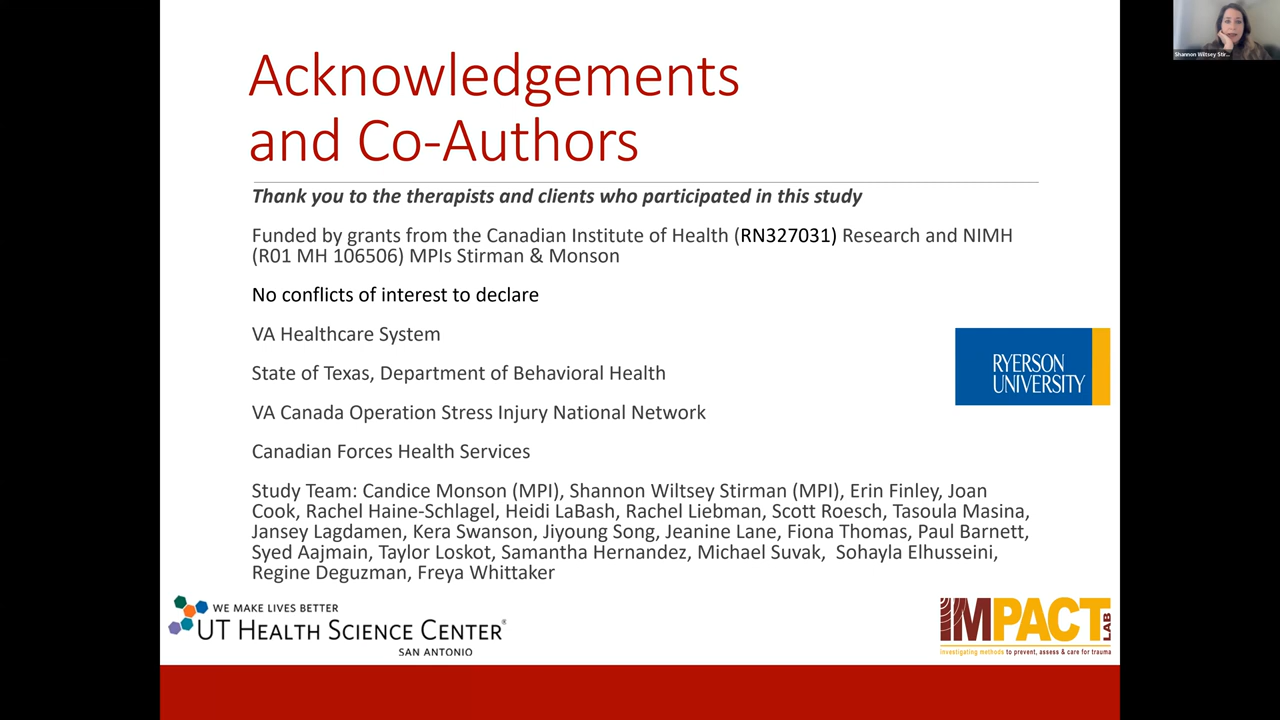 Acknowledgements
and Co-Authors
Shannon Wiltsey Stir...
Thank you to the therapists and clients who participated in this study
Funded by grants from the Canadian Institute of Health (RN327031) Research and NIMH
(R01 MH 106506) MPIs Stirman & Monson
No conflicts of interest to declare
VA Healthcare System
State of Texas, Department of Behavioral Health
VA Canada Operation Stress Injury National Network
Canadian Forces Health Services
RYERSON
UNIVERSITY
Study Team: Candice Monson (MPI), Shannon Wiltsey Stirman (MPI), Erin Finley, Joan
Cook, Rachel Haine-Schlagel, Heidi LaBash, Rachel Liebman, Scott Roesch, Tasoula Masina,
Jansey Lagdamen, Kera Swanson, Jiyoung Song, Jeanine Lane, Fiona Thomas, Paul Barnett,
Syed Aajmain, Taylor Loskot, Samantha Hernandez, Michael Suvak,  Sohayla Elhusseini,
Regine Deguzman, Freya Whittaker
WE MAKE LIVES BETTER
UT HEALTH SCIENCE CENTER®
SAN ANTONIO
IMPACT LAB
investigating methods to prevent, assess & care for trauma